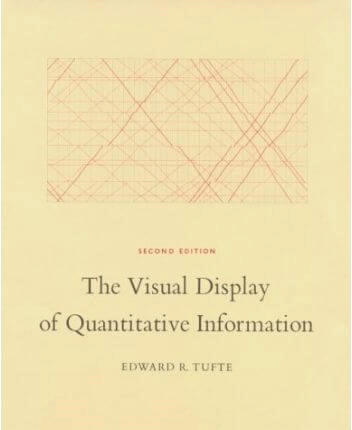 SECOND EDITION
The Visual Display
of Quantitative Information
EDWARD R. TUFTE